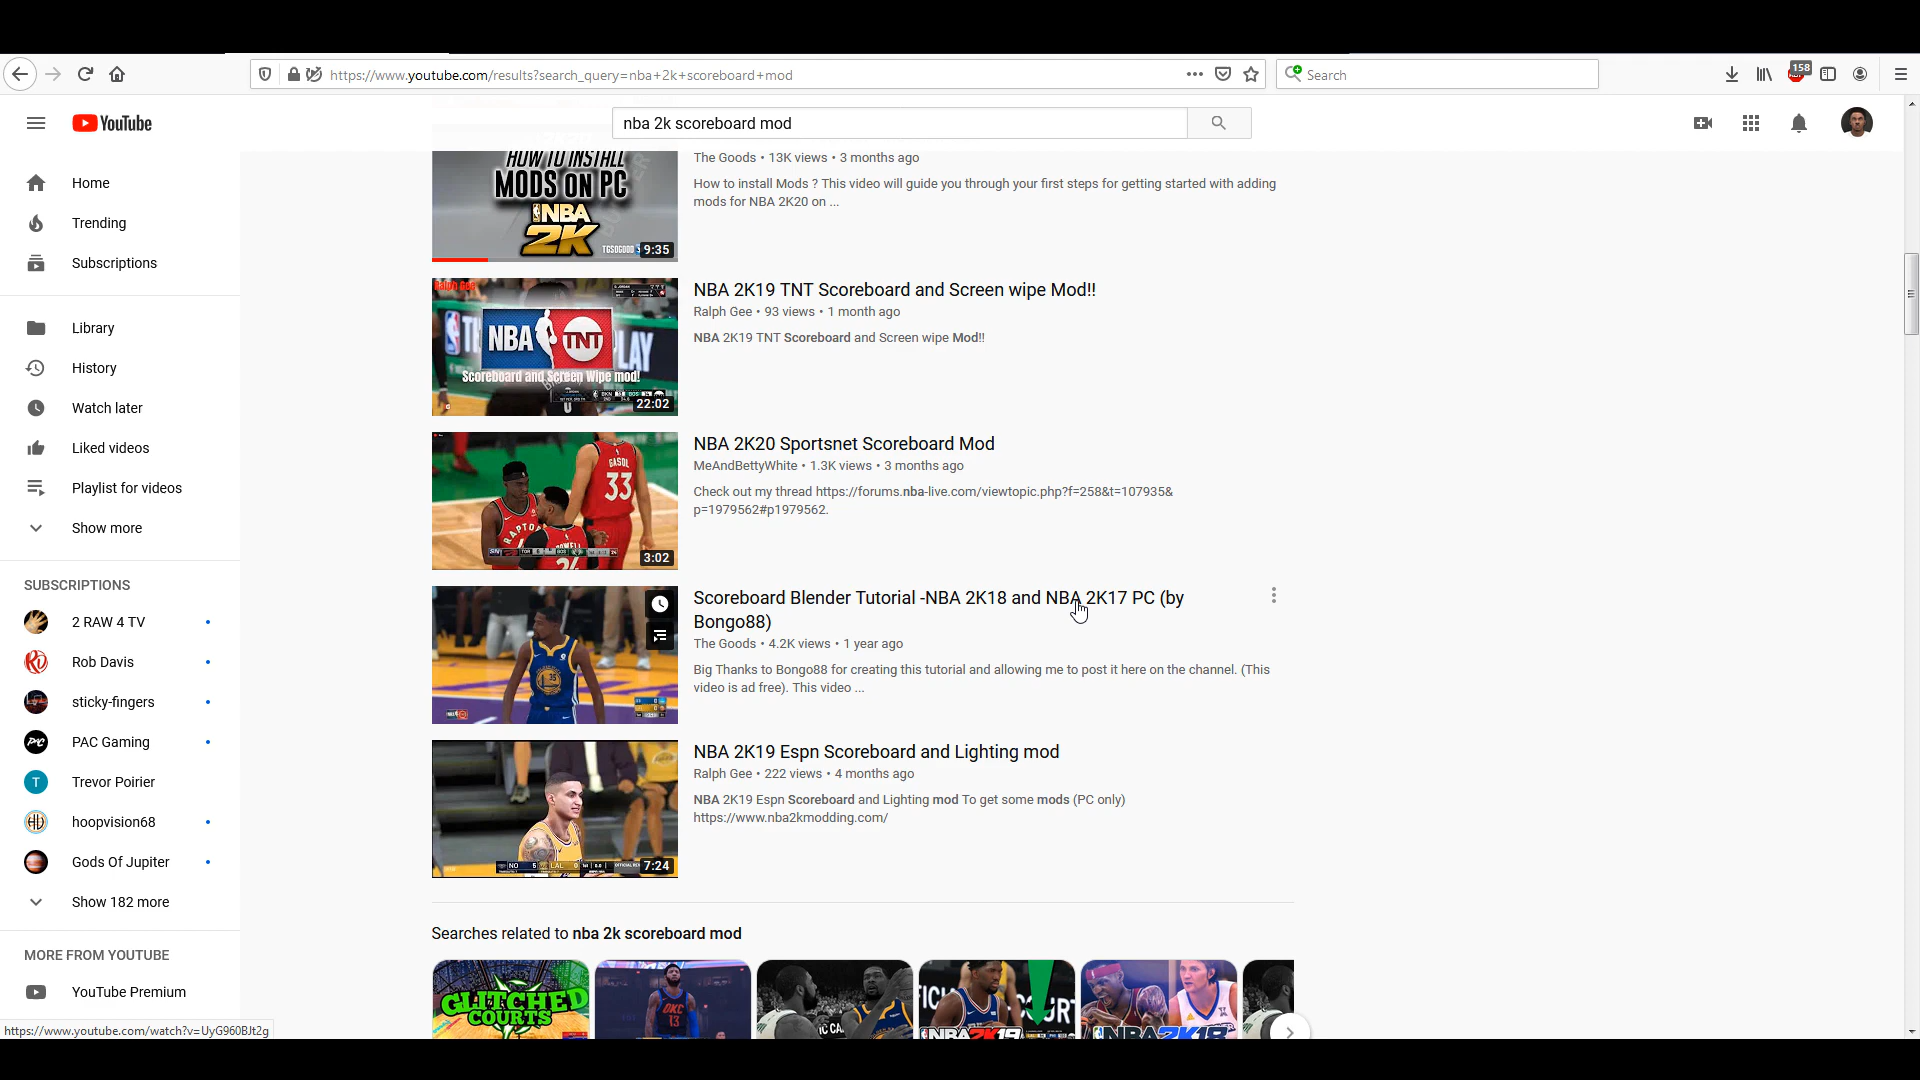 https://www.youtube.com/results?search_query=nba+2k+scoreboard+mod
Search
158
YouTube
nba 2k scoreboard mod
Home
Trending
Subscriptions
Library
History
Watch later
Liked videos
Playlist for videos
Show more
SUBSCRIPTIONS
2 RAW 4 TV
Rob Davis
sticky-fingers
PAC Gaming
T
Trevor Poirier
hoopvision68
Gods Of Jupiter
Show 182 more
MORE FROM YOUTUBE
YouTube Premium
HOW TO INSTALL
MODS ON PC
NBA
2K
9:35
The Goods • 13K views • 3 months ago
How to install Mods ? This video will guide you through your first steps for getting started with adding
mods for NBA 2K20 on ...
Ralph Gee
NBA TNT
Scoreboard and Screen Wipe mod!
22:02
NBA 2K19 TNT Scoreboard and Screen wipe Mod!!
Ralph Gee • 93 views • 1 month ago
NBA 2K19 TNT Scoreboard and Screen wipe Mod!!
GASOL
33
3:02
NBA 2K20 Sportsnet Scoreboard Mod
MeAndBettyWhite • 1.3K views • 3 months ago
Check out my thread https://forums.nba-live.com/viewtopic.php?f=258&t=107935&
p=1979562#p1979562.
35
Scoreboard Blender Tutorial -NBA 2K18 and NBA 2K17 PC (by
Bongo88)
The Goods • 4.2K views • 1 year ago
Big Thanks to Bongo88 for creating this tutorial and allowing me to post it here on the channel. (This
video is ad free). This video ...
NO 5 LAL
7:24
NBA 2K19 Espn Scoreboard and Lighting mod
Ralph Gee • 222 views • 4 months ago
NBA 2K19 Espn Scoreboard and Lighting mod To get some mods (PC only)
https://www.nba2kmodding.com/
Searches related to nba 2k scoreboard mod
GLITCHED
COURTS
OKC
13
NBA2K19
NBA2K18
https://www.youtube.com/watch?v=UyG960BJt2g